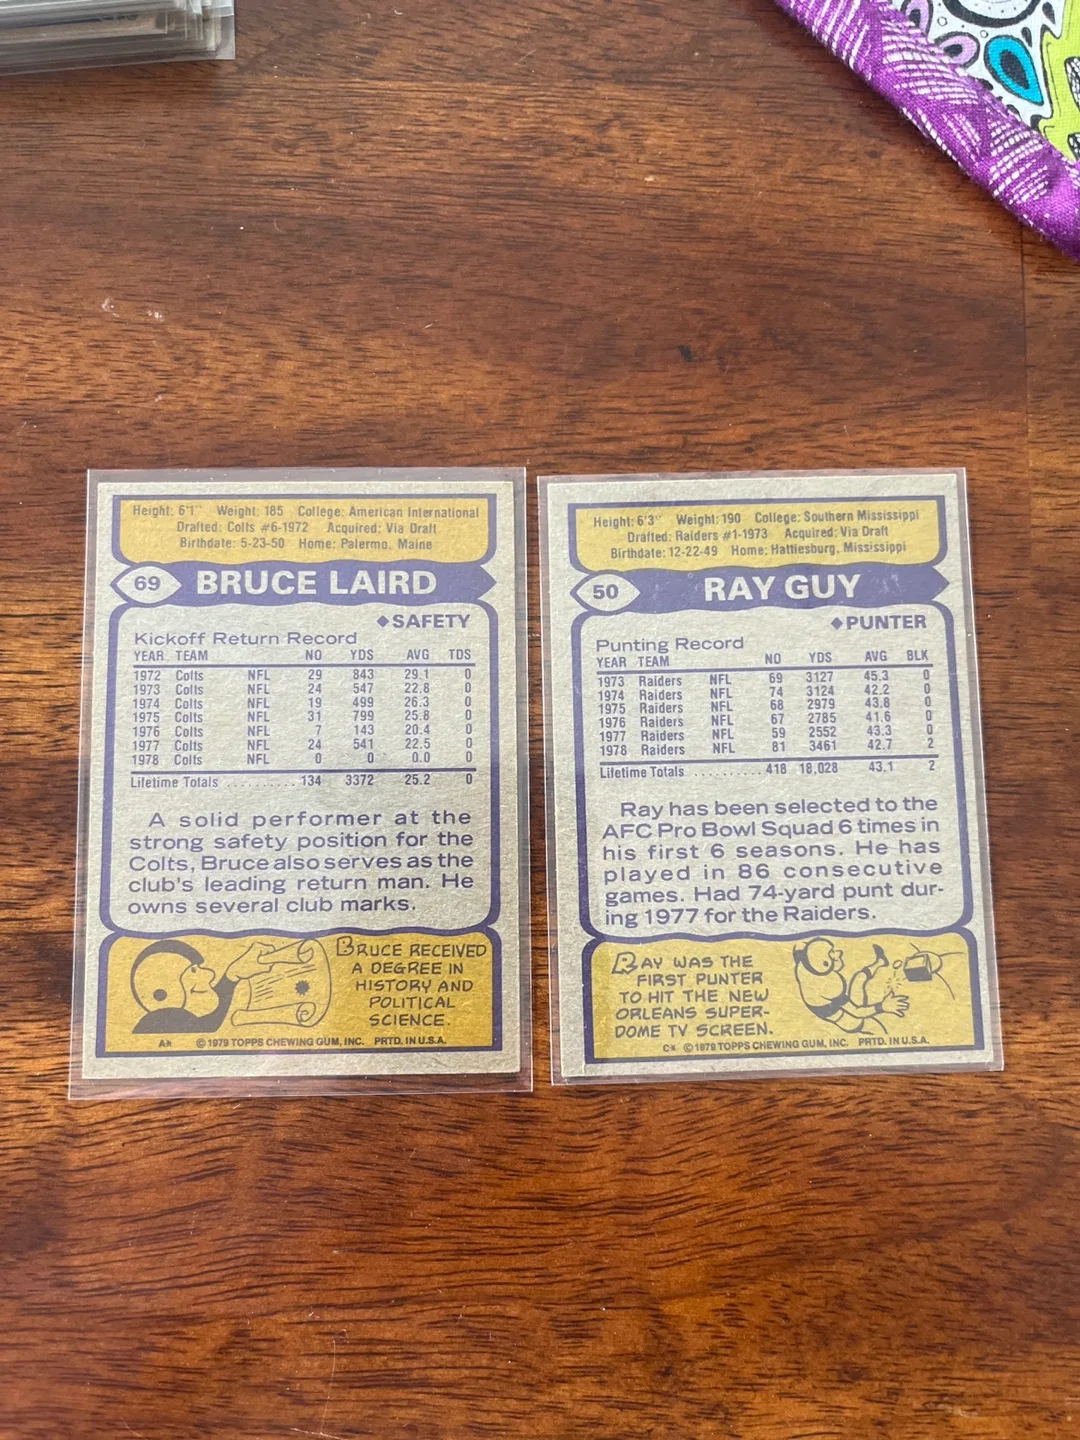 Height: 6'1" Weight: 185 College: American International
Drafted: Colts #6-1972 Acquired: Via Draft
Birthdate: 5-23-50 Home: Palermo, Maine
69 BRUCE LAIRD
◆SAFETY
Kickoff Return Record
YEAR TEAM NO YDS AVG TDS
1972 Colts NFL 29 843 29.1 0
1973 Colts NFL 24 547 22.8 0
1974 Colts NFL 19 499 26.3 0
1975 Colts NFL 31 799 25.8 0
1976 Colts NFL 7 143 20.4 0
1977 Colts NFL 24 541 22.5 0
1978 Colts NFL 0 0 0.0 0
Lifetime Totals .......... 134 3372 25.2 0
A solid performer at the
strong safety position for the
Colts, Bruce also serves as the
club's leading return man. He
owns several club marks.
BRUCE RECEIVED
A DEGREE IN
HISTORY AND
POLITICAL
SCIENCE.
A* © 1979 TOPPS CHEWING GUM, INC. PRTD. IN U.S.A.
Height: 6'3" Weight: 190 College: Southern Mississippi
Drafted: Raiders #1-1973 Acquired: Via Draft
Birthdate: 12-22-49 Home: Hattiesburg, Mississippi
50 RAY GUY
◆PUNTER
Punting Record
YEAR TEAM NO YDS AVG BLK
1973 Raiders NFL 69 3127 45.3 0
1974 Raiders NFL 74 3124 42.2 0
1975 Raiders NFL 68 2979 43.8 0
1976 Raiders NFL 67 2785 41.6 0
1977 Raiders NFL 59 2552 43.3 0
1978 Raiders NFL 81 3461 42.7 2
Lifetime Totals .......... 418 18,028 43.1 2
Ray has been selected to the
AFC Pro Bowl Squad 6 times in
his first 6 seasons. He has
played in 86 consecutive
games. Had 74-yard punt dur-
ing 1977 for the Raiders.
RAY WAS THE
FIRST PUNTER
TO HIT THE NEW
ORLEANS SUPER-
DOME TV SCREEN.
C* © 1979 TOPPS CHEWING GUM, INC. PRTD. IN U.S.A.